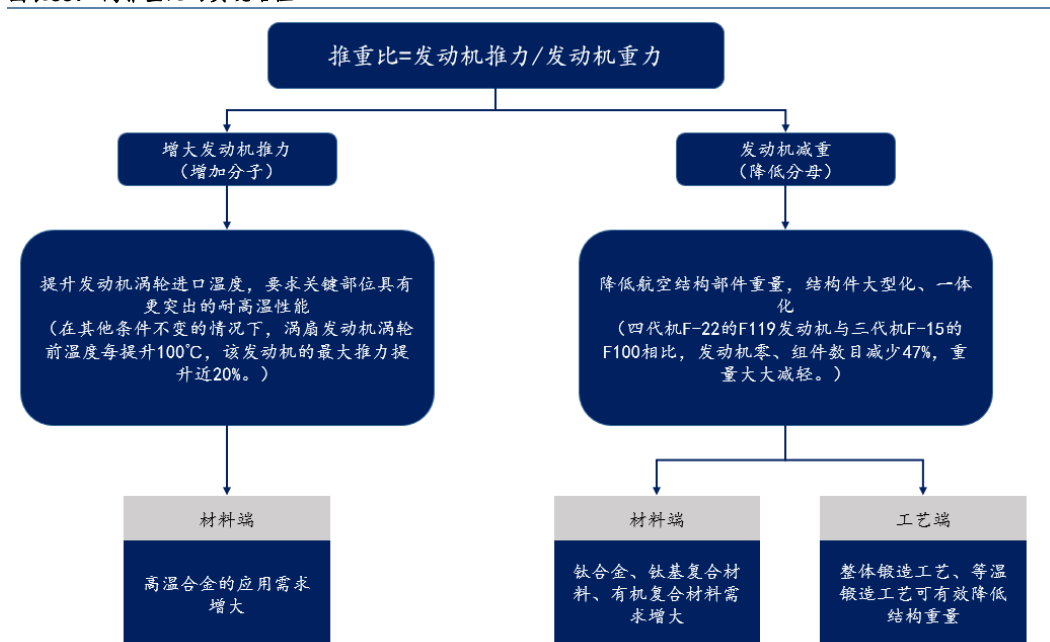 推重比=发动机推力/发动机重力
增大发动机推力
（增加分子）
发动机减重
（降低分母）
提升发动机涡轮进口温度，要求关键部位具有
更突出的耐高温性能
（在其他条件不变的情况下，涡扇发动机涡轮
前温度每提升100℃，该发动机的最大推力提
升近20%。）
降低航空结构部件重量，结构件大型化、一体
化
（四代机F-22的F119发动机与三代机F-15的
F100相比，发动机零、组件数目减少47%，重
量大大减轻。）
材料端
高温合金的应用需求
增大
材料端
钛合金、钛基复合材
料、有机复合材料需
求增大
工艺端
整体锻造工艺、等温
锻造工艺可有效降低
结构重量